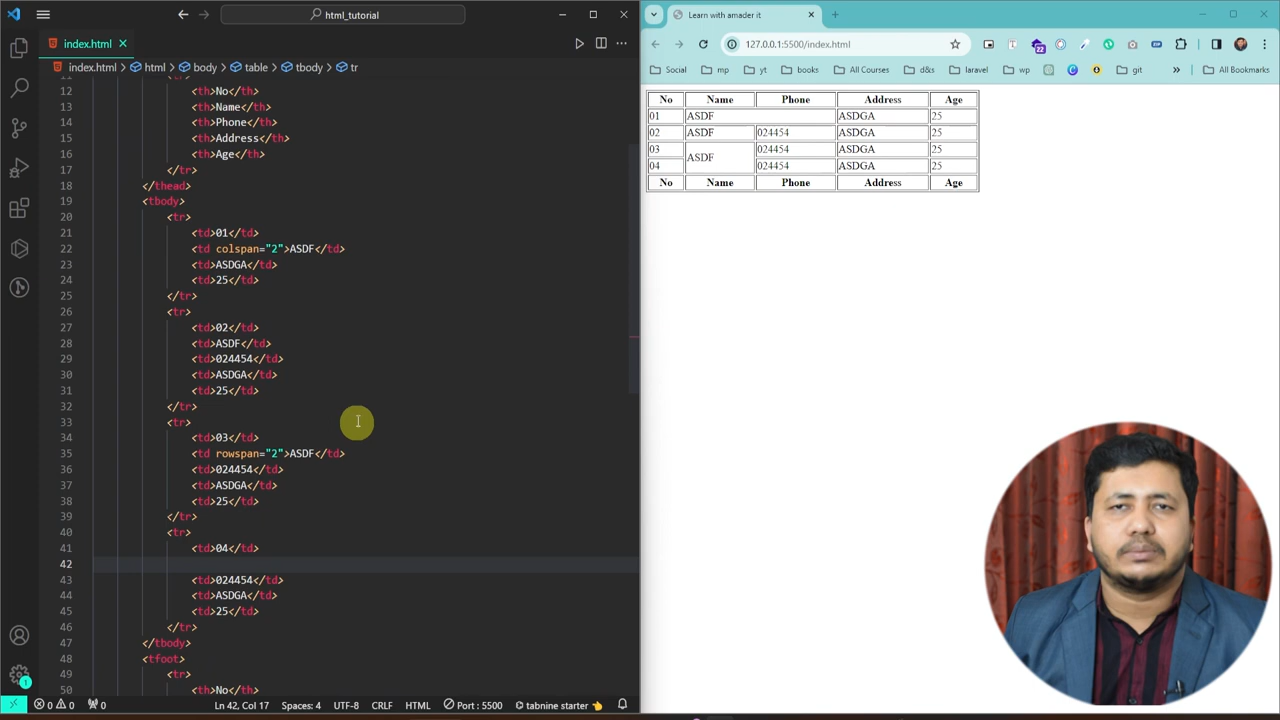 html_tutorial
index.html
index.html > html > body > table > tbody > tr
12 <th>No</th>
13 <th>Name</th>
14 <th>Phone</th>
15 <th>Address</th>
16 <th>Age</th>
17 </tr>
18 </thead>
19 <tbody>
20 <tr>
21 <td>01</td>
22 <td colspan="2">ASDF</td>
23 <td>ASDGA</td>
24 <td>25</td>
25 </tr>
26 <tr>
27 <td>02</td>
28 <td>ASDF</td>
29 <td>024454</td>
30 <td>ASDGA</td>
31 <td>25</td>
32 </tr>
33 <tr>
34 <td>03</td>
35 <td rowspan="2">ASDF</td>
36 <td>024454</td>
37 <td>ASDGA</td>
38 <td>25</td>
39 </tr>
40 <tr>
41 <td>04</td>
42
43 <td>024454</td>
44 <td>ASDGA</td>
45 <td>25</td>
46 </tr>
47 </tbody>
48 <tfoot>
49 <tr>
50 <th>No</th>
1
0 0 0 Ln 42, Col 17 Spaces: 4 UTF-8 CRLF HTML Port : 5500 tabnine starter
Learn with amader it
127.0.0.1:5500/index.html
22
Social mp yt books All Courses d&s laravel wp git » All Bookmarks
No Name Phone Address Age
01 ASDF ASDGA 25
02 ASDF 024454 ASDGA 25
03 ASDF 024454 ASDGA 25
04 024454 ASDGA 25
No Name Phone Address Age